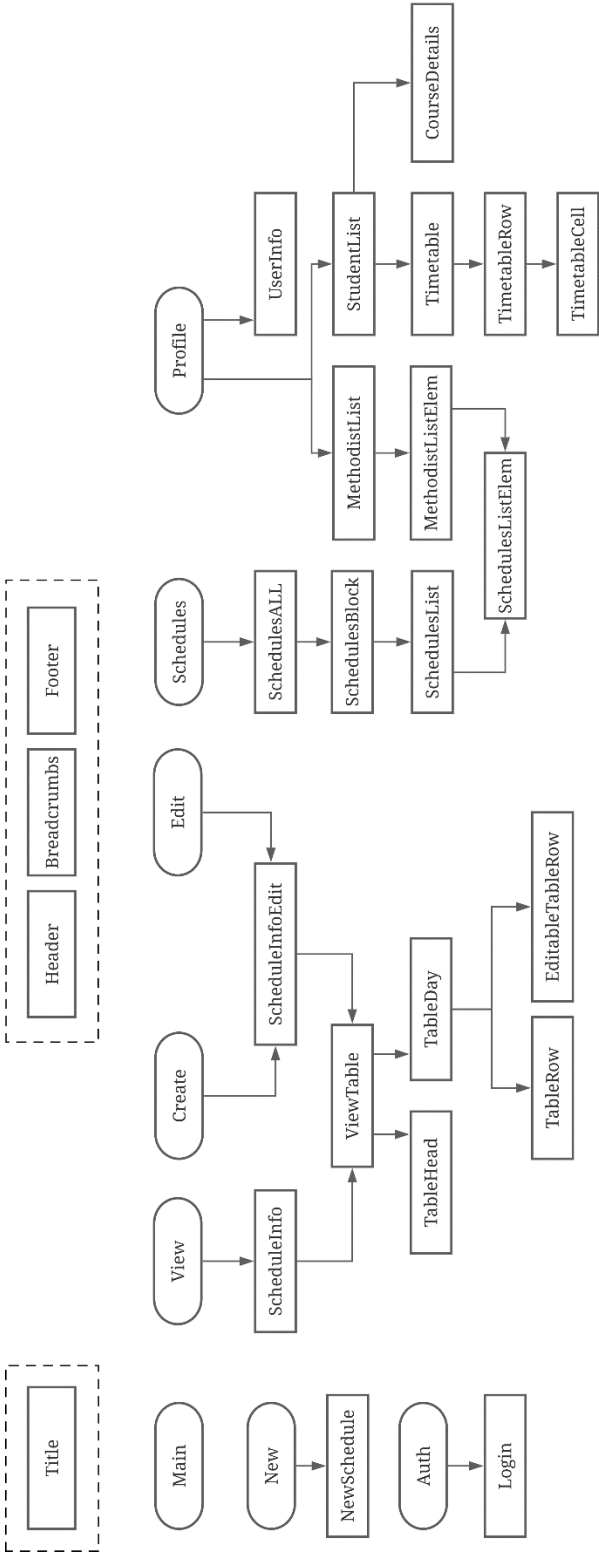 Title
Header
Breadcrumbs
Footer
Main
View
Create
Edit
Schedules
Profile
New
ScheduleInfo
ScheduleInfoEdit
SchedulesALL
UserInfo
NewSchedule
ViewTable
SchedulesBlock
MethodistList
StudentList
Auth
TableHead
TableDay
SchedulesList
MethodistListElem
Timetable
CourseDetails
Login
SchedulesListElem
TimetableRow
TableRow
EditableTableRow
TimetableCell